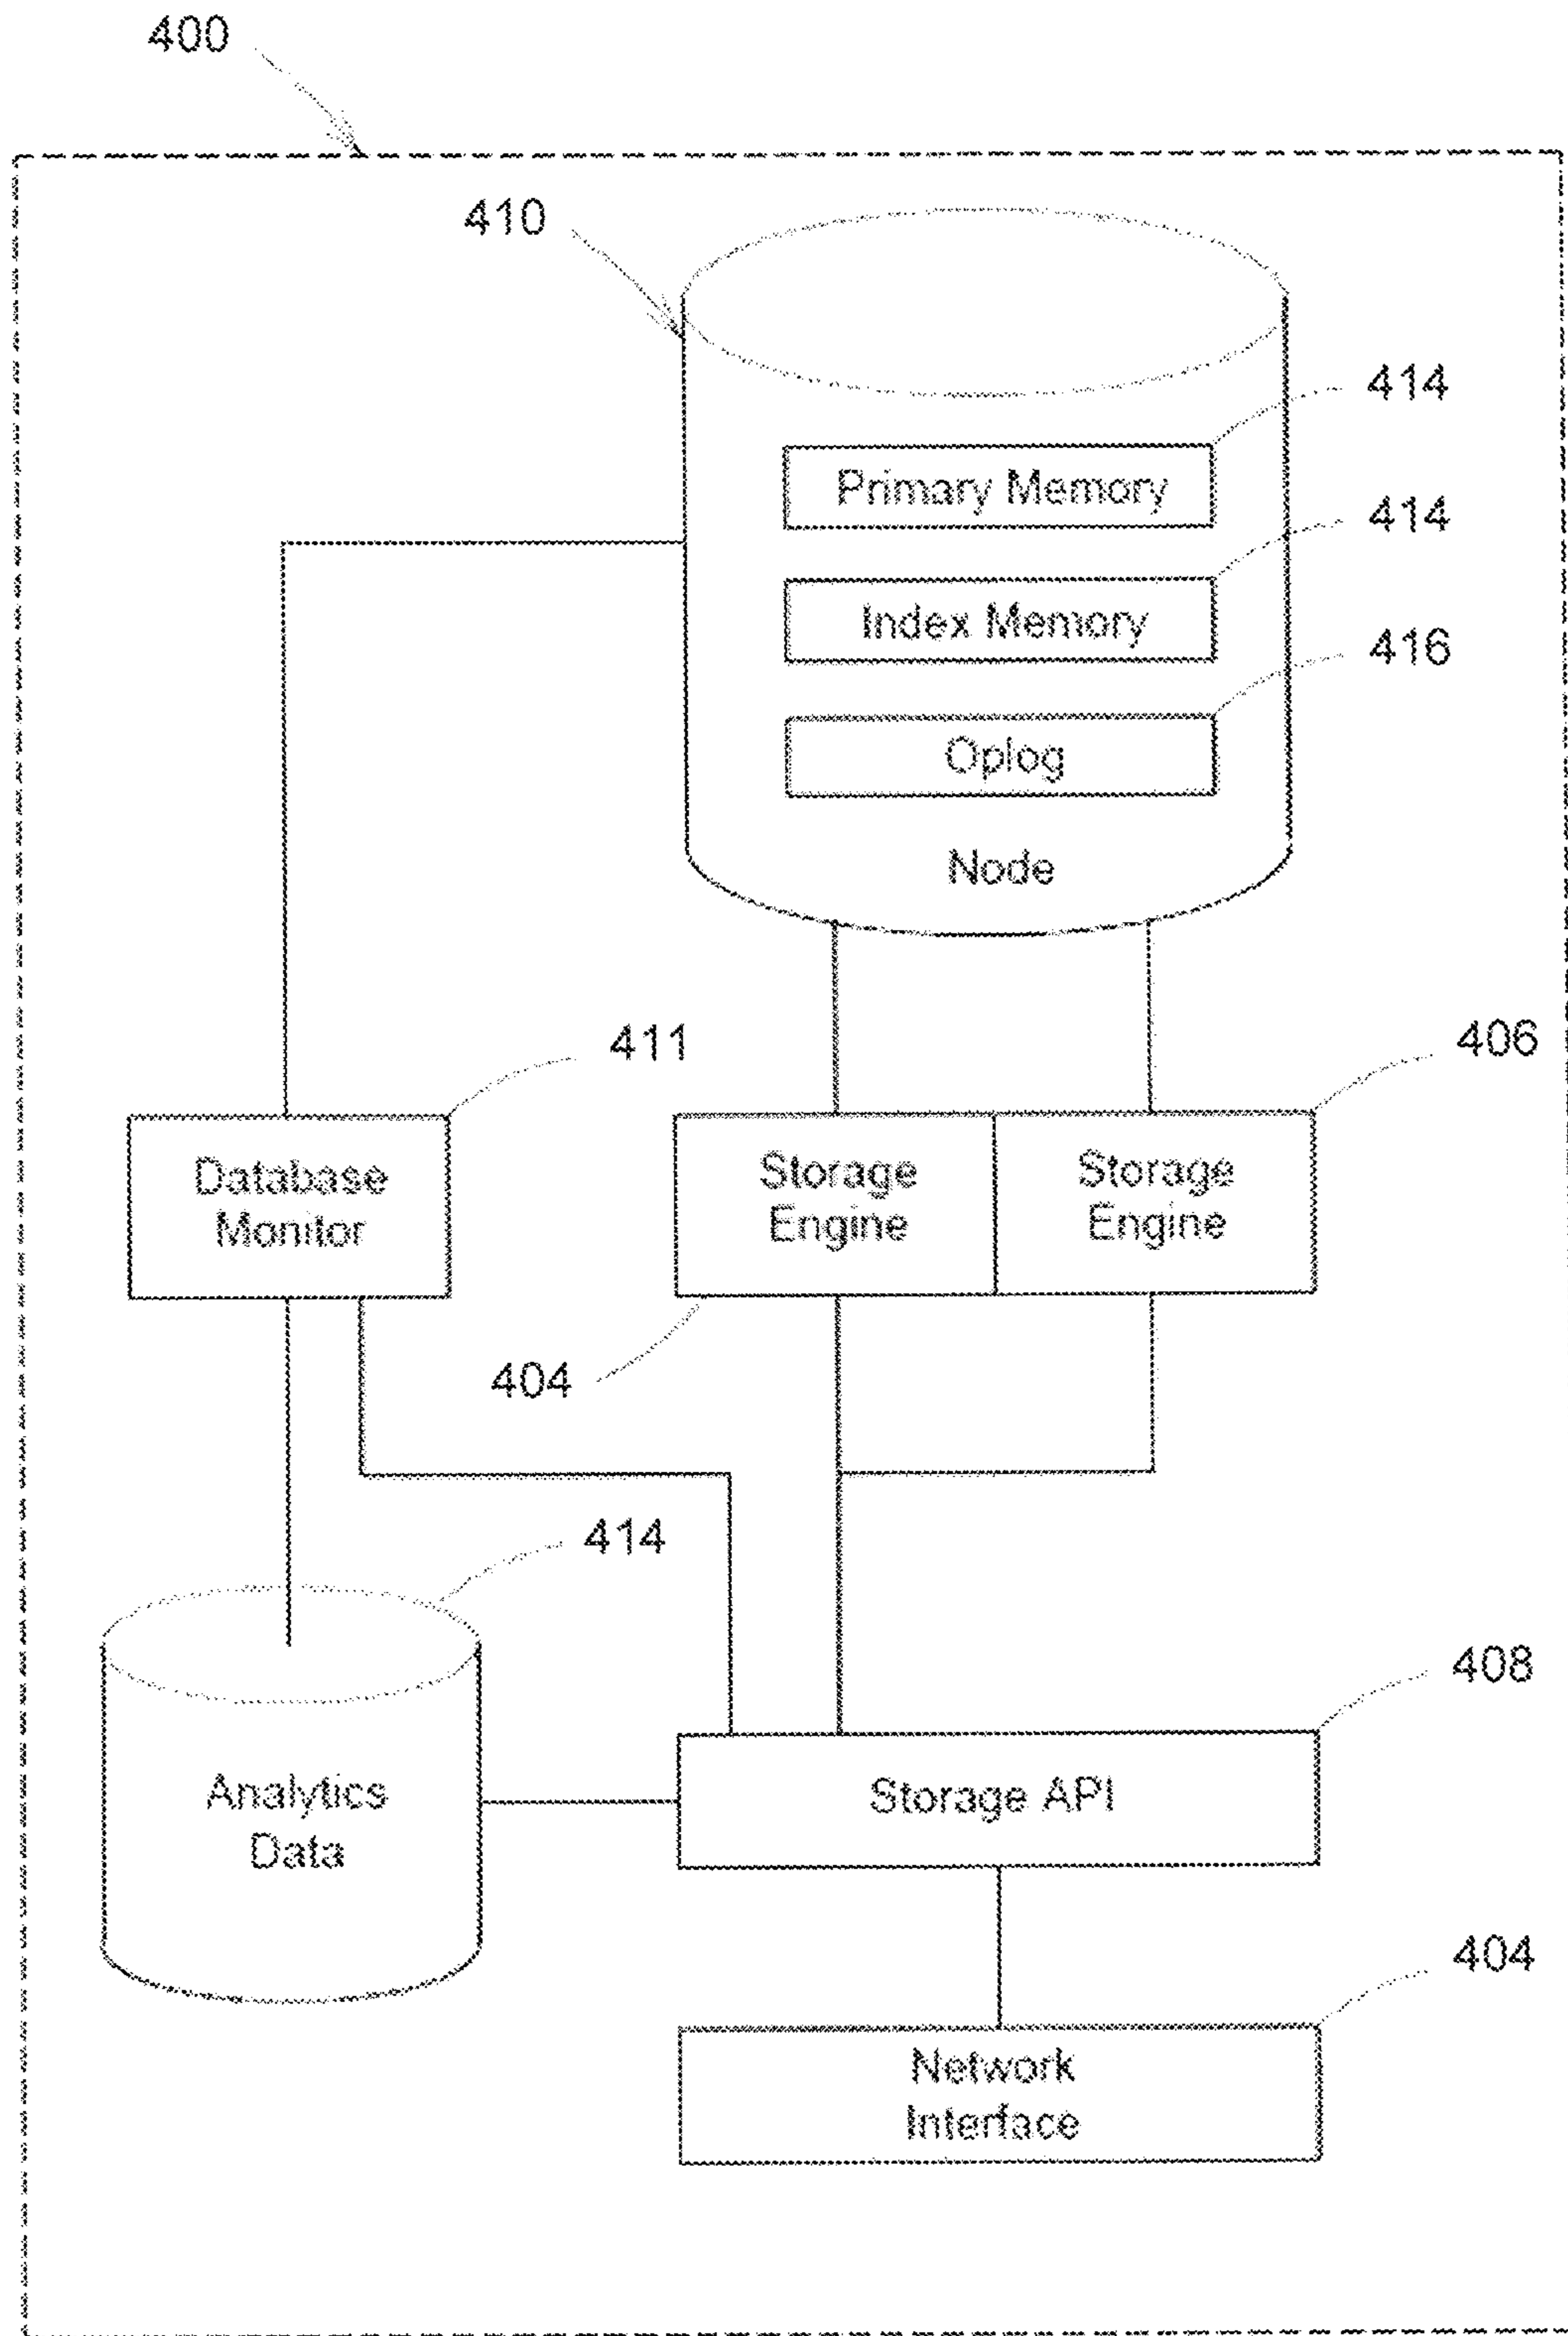 400
410
414
Primary Memory
414
Index Memory
416
Oplog
Node
411
406
Database
Monitor
Storage
Engine
Storage
Engine
404
414
408
Analytics
Data
Storage API
404
Network
Interface